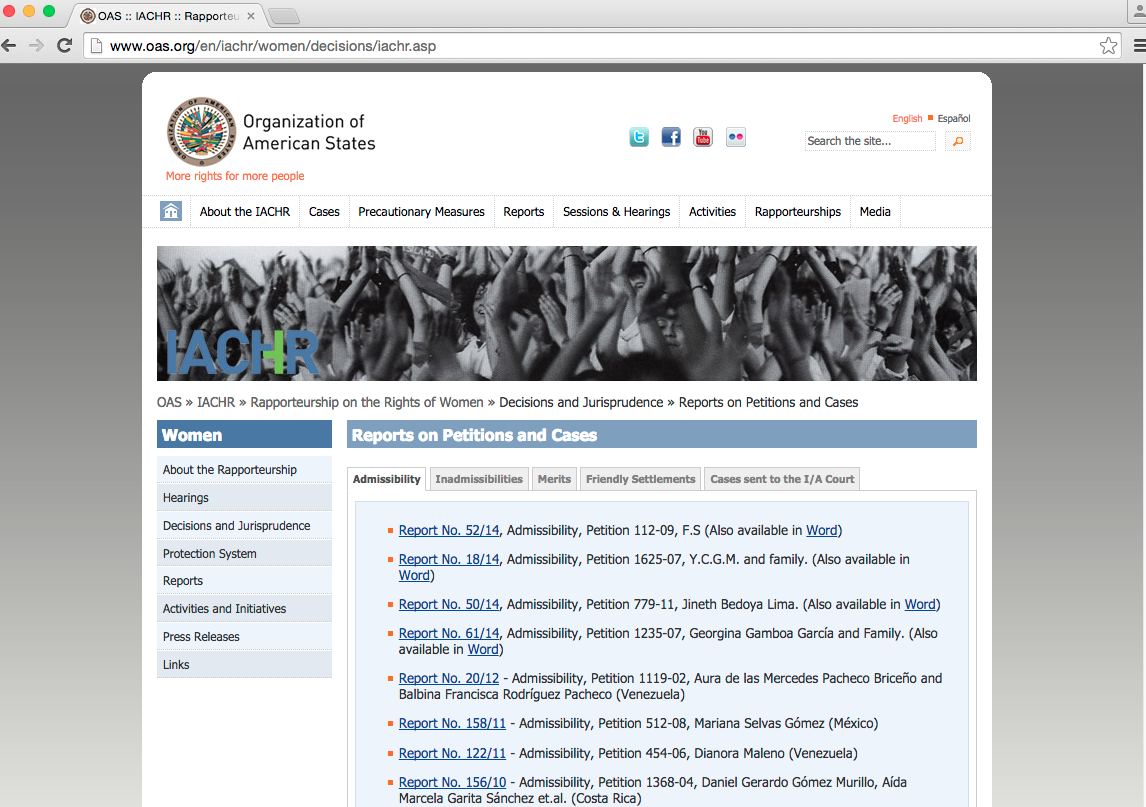 OAS :: IACHR :: Rapporteu
www.oas.org/en/iachr/women/decisions/iachr.asp
Organization of
American States
More rights for more people
English Español
Search the site...
About the IACHR Cases Precautionary Measures Reports Sessions & Hearings Activities Rapporteurships Media
IACHR
OAS » IACHR » Rapporteurship on the Rights of Women » Decisions and Jurisprudence » Reports on Petitions and Cases
Women
About the Rapporteurship
Hearings
Decisions and Jurisprudence
Protection System
Reports
Activities and Initiatives
Press Releases
Links
Reports on Petitions and Cases
Admissibility Inadmissibilities Merits Friendly Settlements Cases sent to the I/A Court
Report No. 52/14, Admissibility, Petition 112-09, F.S (Also available in Word)
Report No. 18/14, Admissibility, Petition 1625-07, Y.C.G.M. and family. (Also available in
Word)
Report No. 50/14, Admissibility, Petition 779-11, Jineth Bedoya Lima. (Also available in Word)
Report No. 61/14, Admissibility, Petition 1235-07, Georgina Gamboa García and Family. (Also
available in Word)
Report No. 20/12 - Admissibility, Petition 1119-02, Aura de las Mercedes Pacheco Briceño and
Balbina Francisca Rodríguez Pacheco (Venezuela)
Report No. 158/11 - Admissibility, Petition 512-08, Mariana Selvas Gómez (México)
Report No. 122/11 - Admissibility, Petition 454-06, Dianora Maleno (Venezuela)
Report No. 156/10 - Admissibility, Petition 1368-04, Daniel Gerardo Gómez Murillo, Aída
Marcela Garita Sánchez et.al. (Costa Rica)